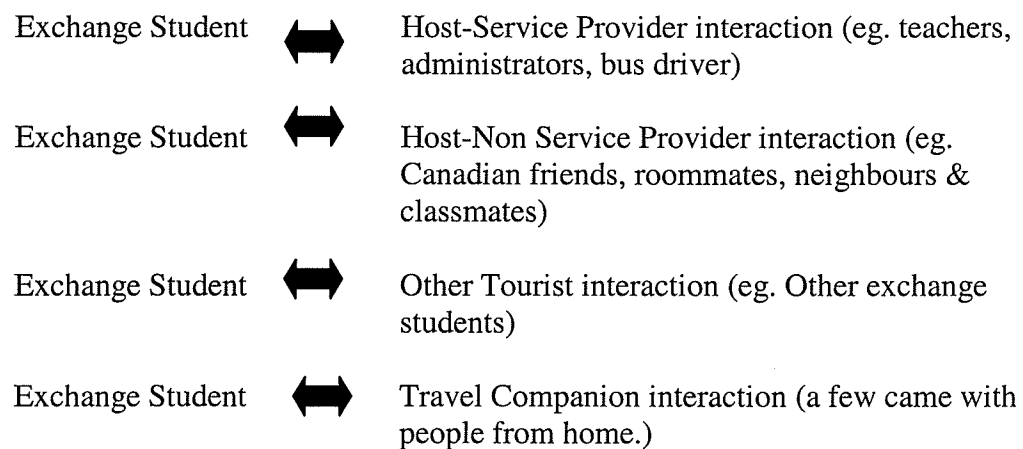 Exchange Student Host-Service Provider interaction (eg. teachers,
administrators, bus driver)
Exchange Student Host-Non Service Provider interaction (eg.
Canadian friends, roommates, neighbours &
classmates)
Exchange Student Other Tourist interaction (eg. Other exchange
students)
Exchange Student Travel Companion interaction (a few came with
people from home.)